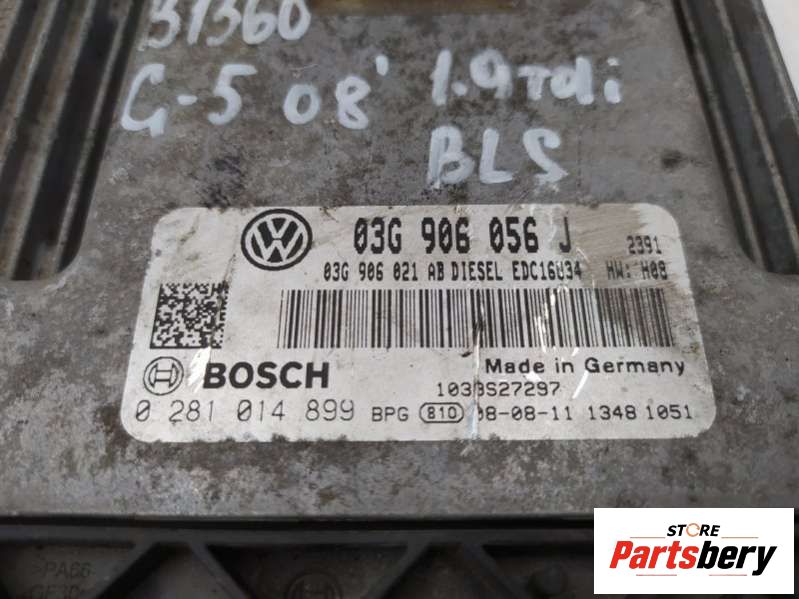 31360
G-5 08' 1.9TDi
BLS
03G 906 056 J 2391
03G 906 021 AB DIESEL EDC16U34 HW: H08
BOSCH
Made in Germany
1039S27297
0 281 014 899 BPG 810 08-08-11 1348 1051
PA66-
STORE
Partsbery